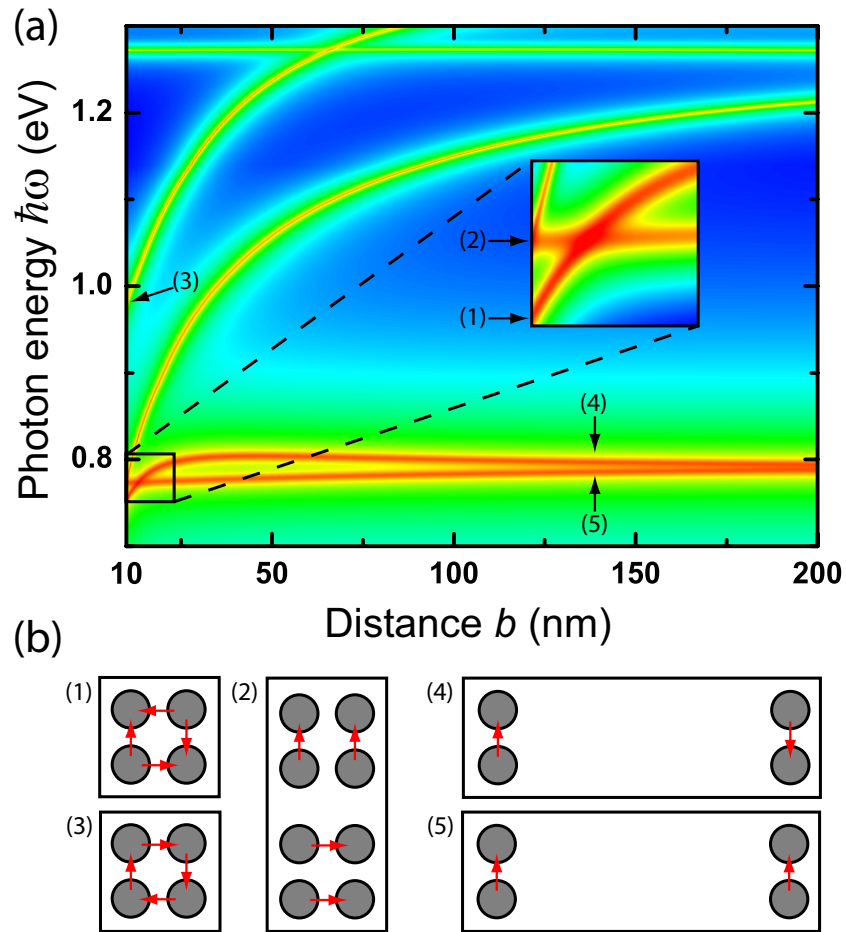 (a)
Photon energy ħω (eV)
1.2
1.0
0.8
(3)
(2)
(1)
(4)
(5)
10 50 100 150 200
Distance b (nm)
(b)
(1) (2) (4)
(3) (5)